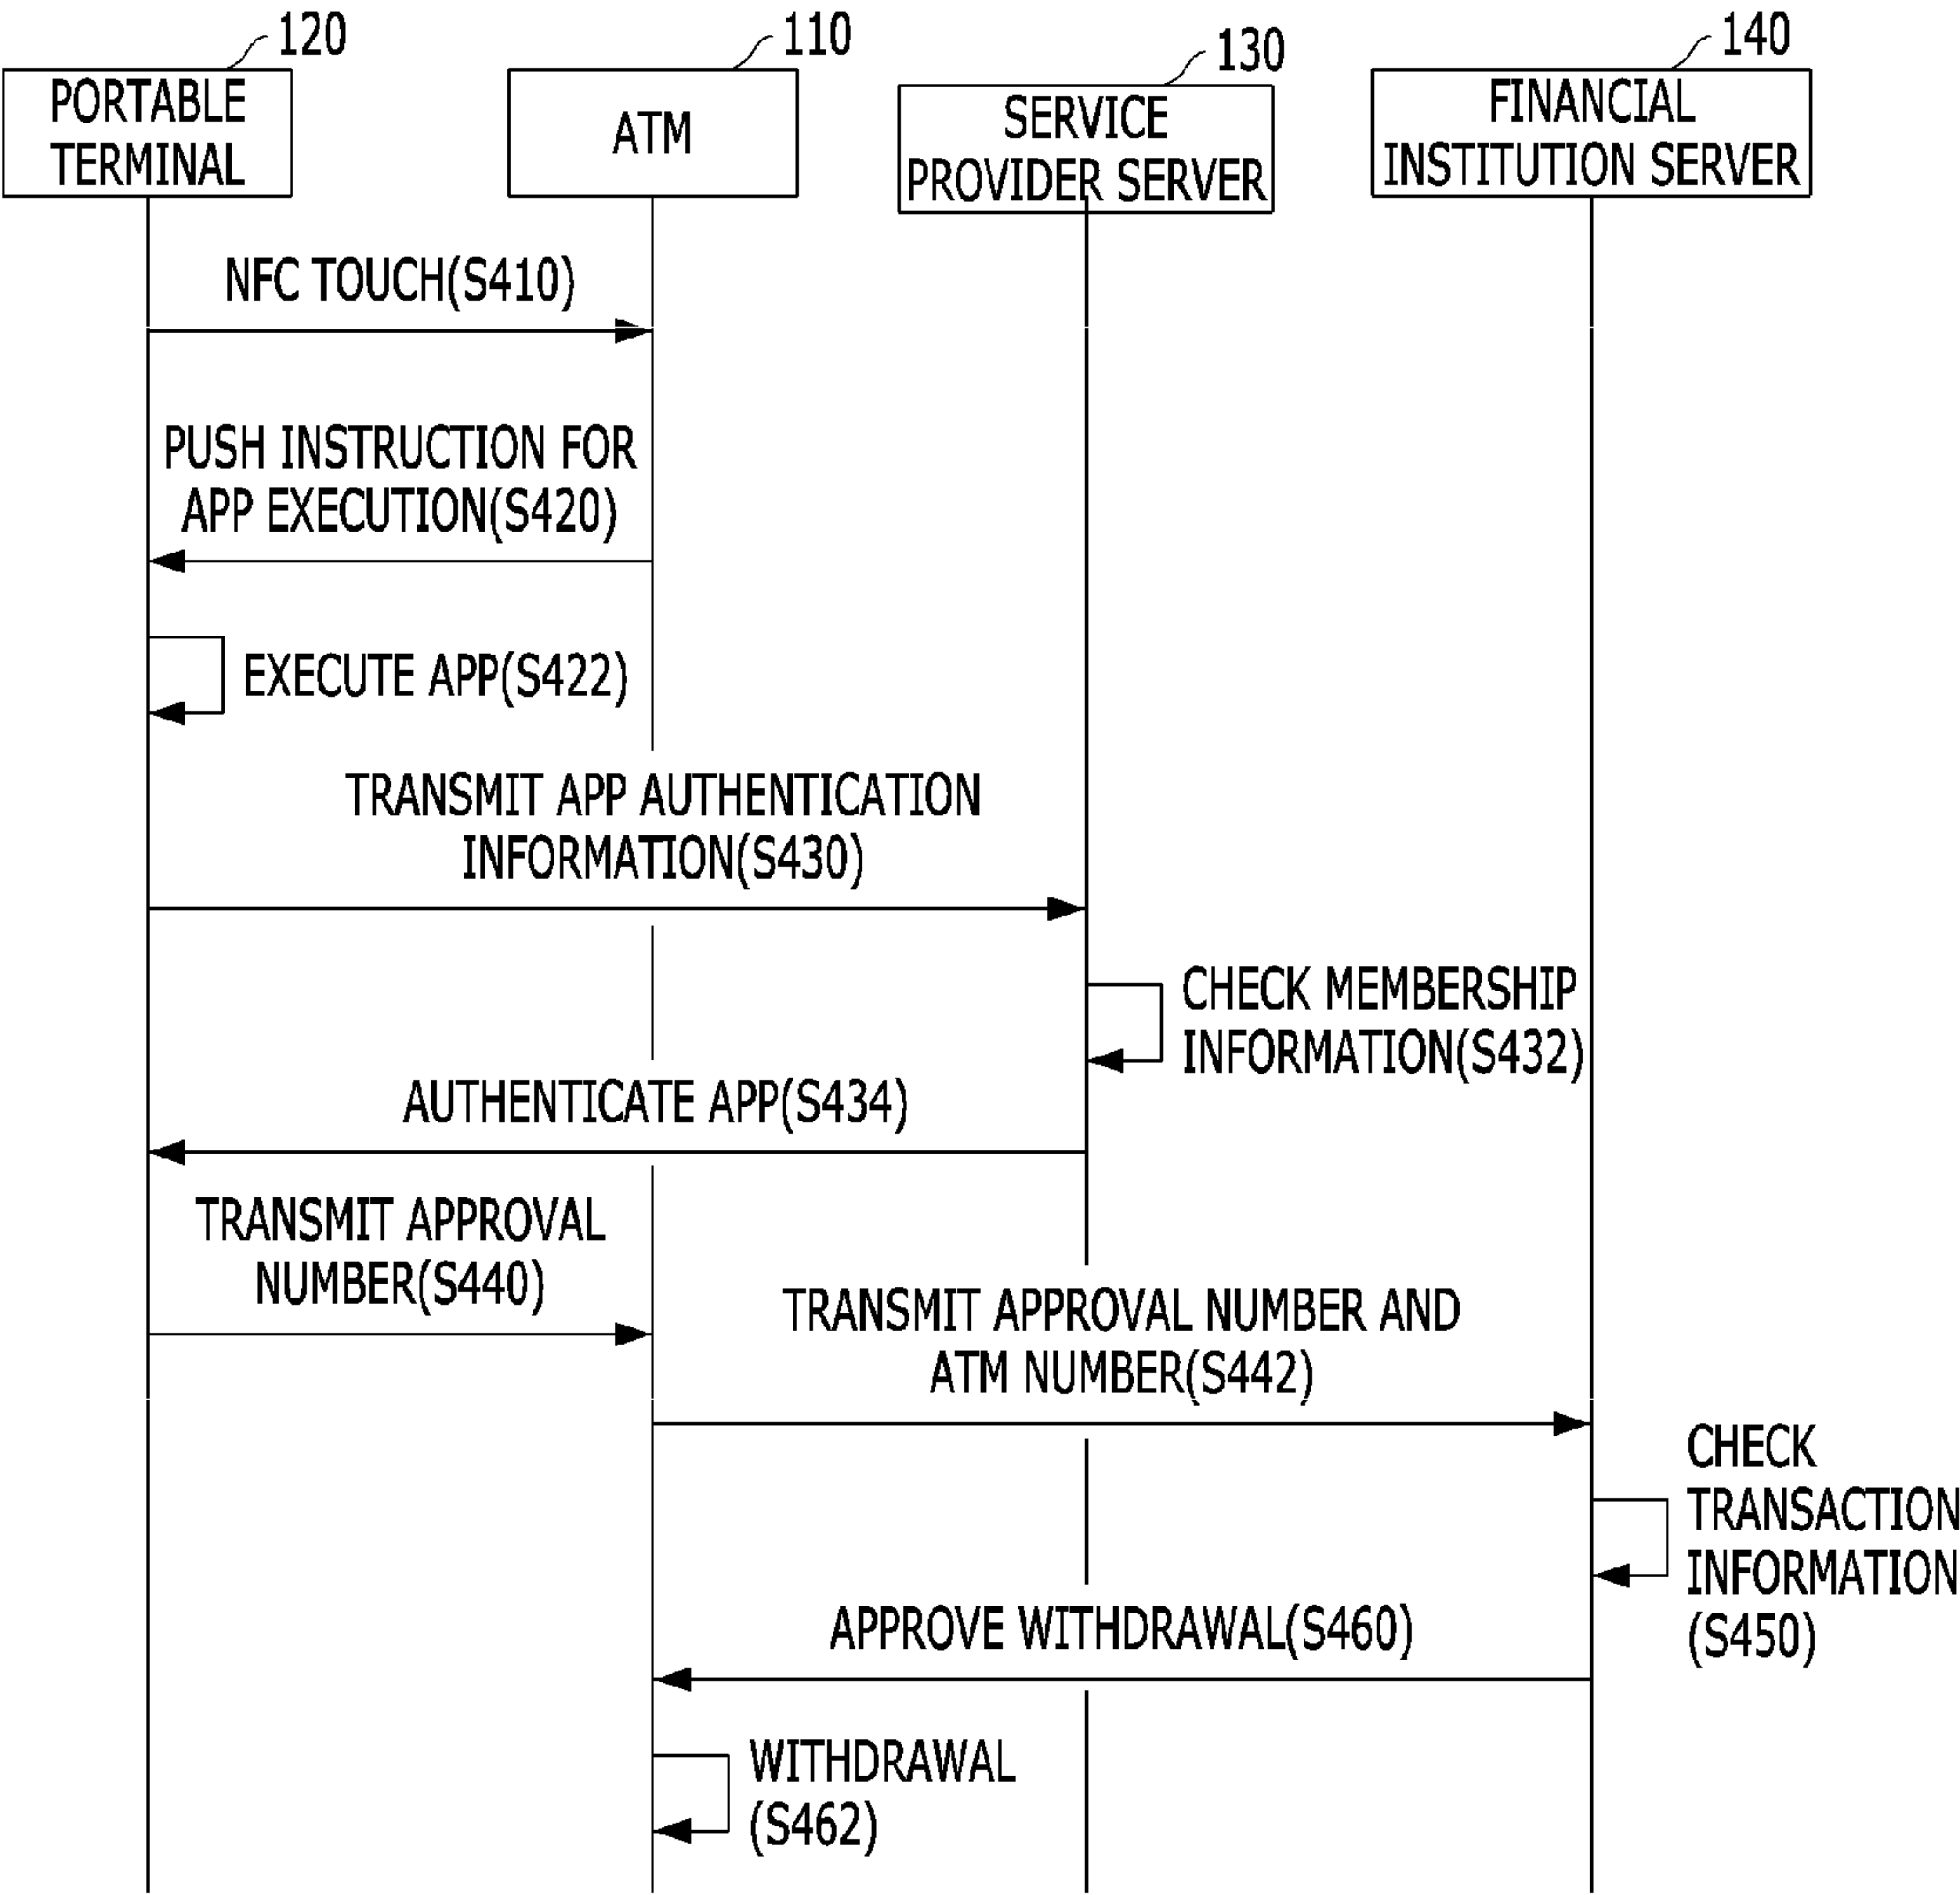 120
110
130
140
PORTABLE
TERMINAL
ATM
SERVICE
PROVIDER SERVER
FINANCIAL
INSTITUTION SERVER
NFC TOUCH(S410)
PUSH INSTRUCTION FOR
APP EXECUTION(S420)
EXECUTE APP(S422)
TRANSMIT APP AUTHENTICATION
INFORMATION(S430)
CHECK MEMBERSHIP
INFORMATION(S432)
AUTHENTICATE APP(S434)
TRANSMIT APPROVAL
NUMBER(S440)
TRANSMIT APPROVAL NUMBER AND
ATM NUMBER(S442)
CHECK
TRANSACTION
INFORMATION
(S450)
APPROVE WITHDRAWAL(S460)
WITHDRAWAL
(S462)